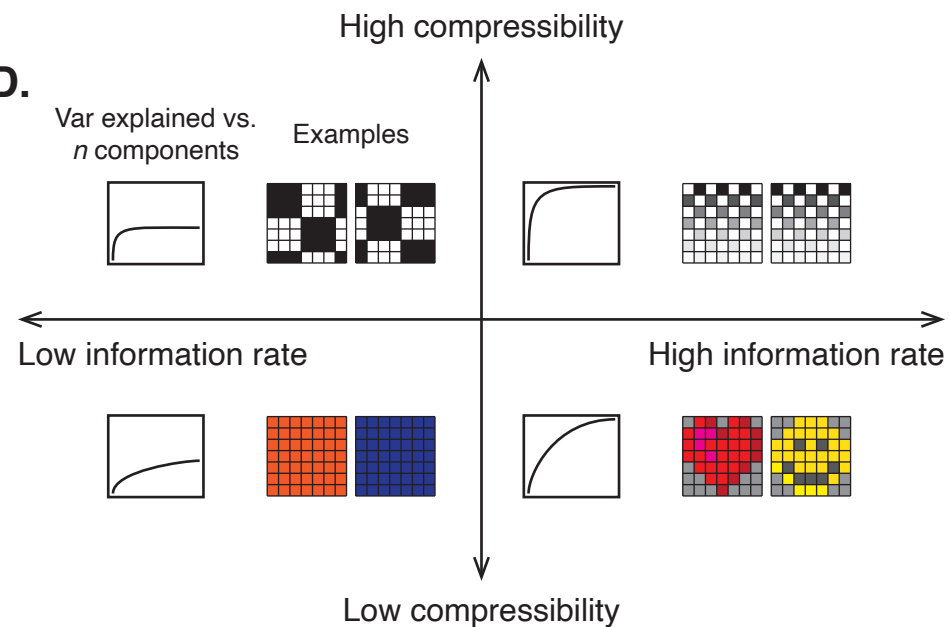 High compressibility
D.
Var explained vs.
n components
Examples
Low information rate
High information rate
Low compressibility